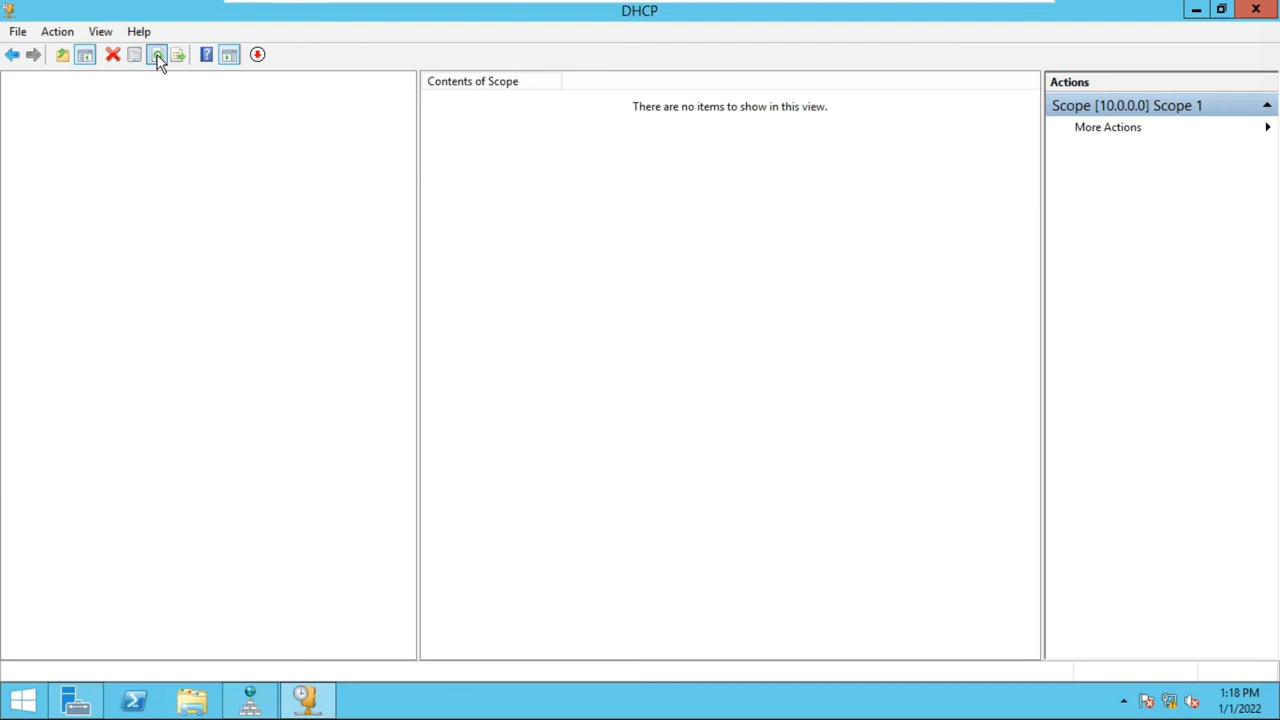 DHCP
File Action View Help
Contents of Scope
There are no items to show in this view.
Actions
Scope [10.0.0.0] Scope 1
More Actions
1:18 PM
1/1/2022